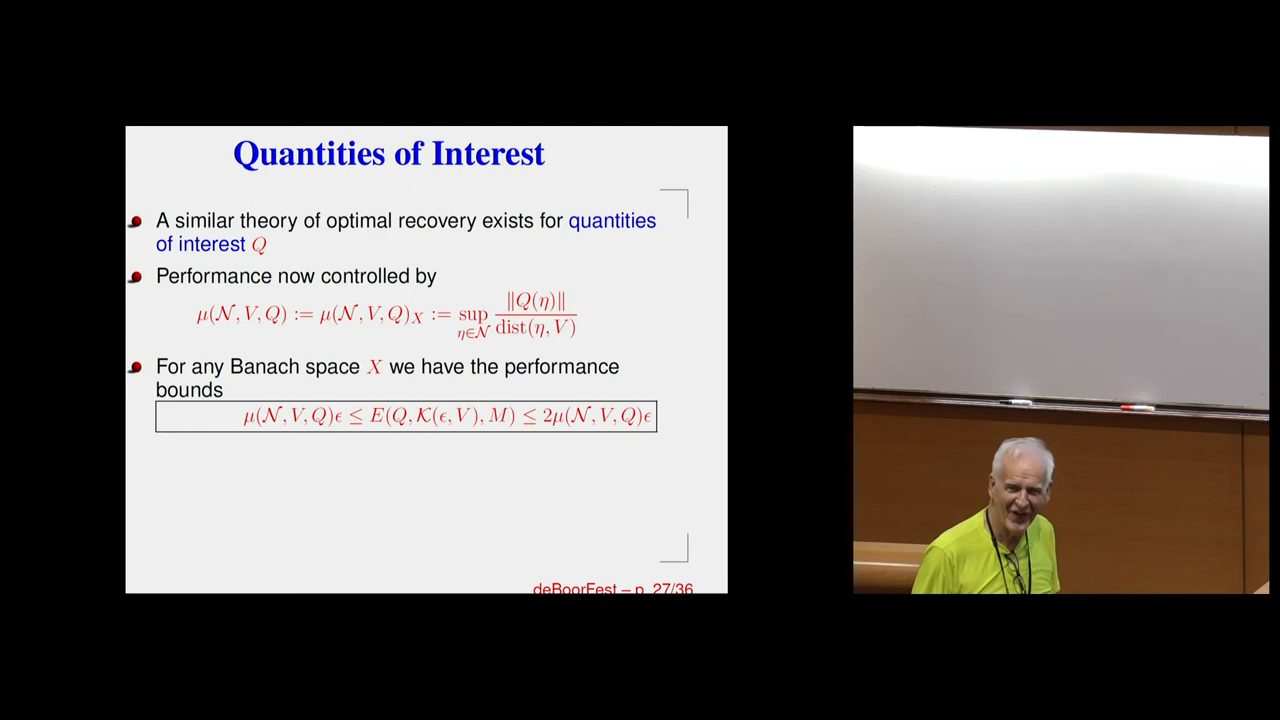 Quantities of Interest
A similar theory of optimal recovery exists for quantities
of interest Q
Performance now controlled by
μ(𝒩, V, Q) := μ(𝒩, V, Q)_X := sup_{η∈𝒩} ‖Q(η)‖ / dist(η, V)
For any Banach space X we have the performance
bounds
μ(𝒩, V, Q)ϵ ≤ E(Q, 𝒦(ϵ, V), M) ≤ 2μ(𝒩, V, Q)ϵ
deBoorFest – p. 27/36